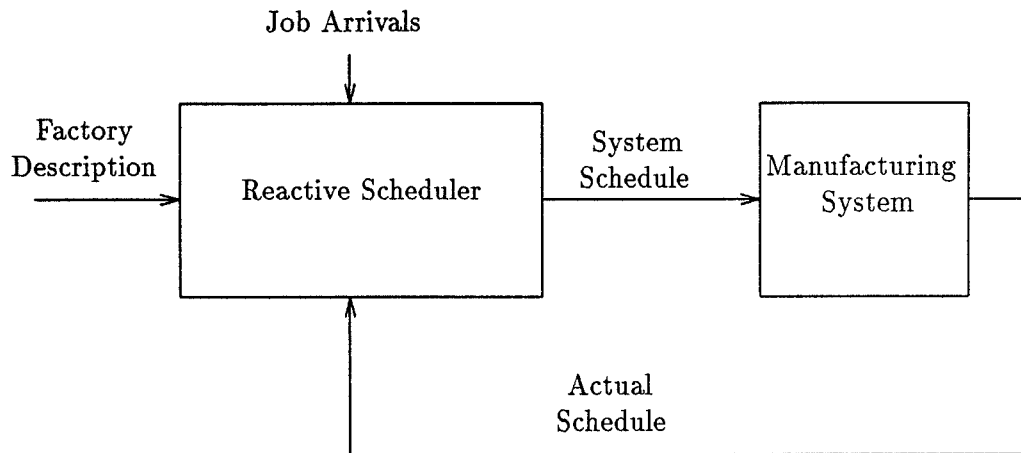 Job Arrivals
Factory
Description
Reactive Scheduler
System
Schedule
Manufacturing
System
Actual
Schedule